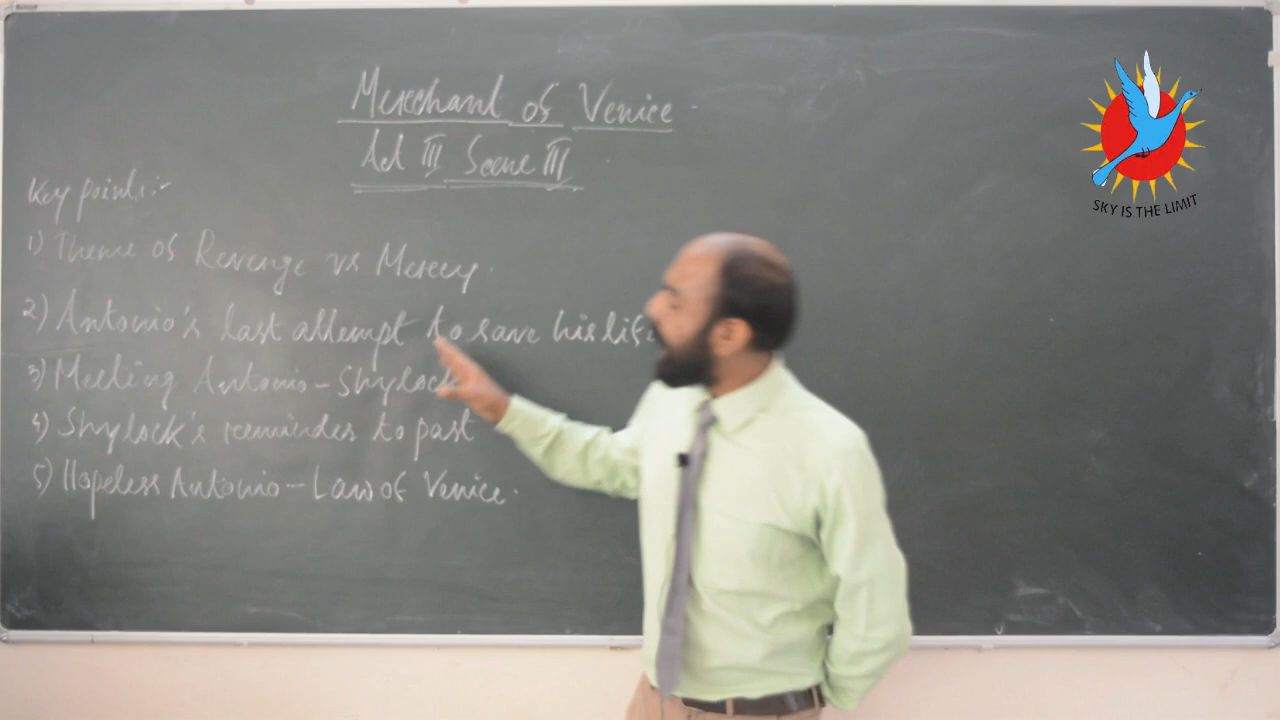 Merchant of Venice
Act III Scene III
Key points:-
1) Theme of Revenge vs Mercey.
2) Antonio's last attempt to save his life
3) Meeting Antonio - Shylock
4) Shylock's reminder to past
5) Hopeless Antonio - Law of Venice.
SKY IS THE LIMIT